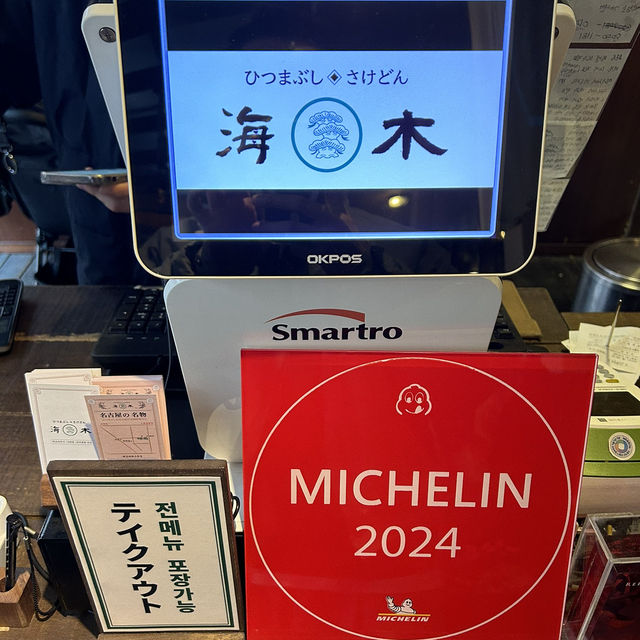 ひつまぶし◈さけどん
海 木
OKPOS
Smartro
名古屋の名物
海 木
전메뉴 포장가능
テイクアウト
MICHELIN
2024
MICHELIN